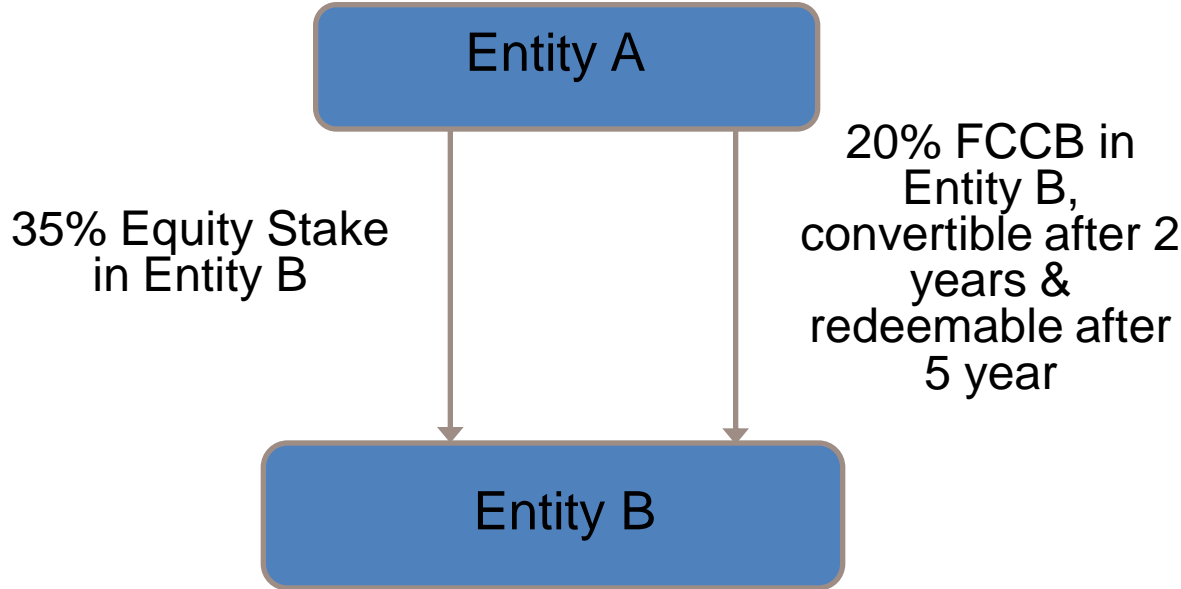 Entity A
35% Equity Stake
in Entity B
20% FCCB in
Entity B,
convertible after 2
years &
redeemable after
5 year
Entity B